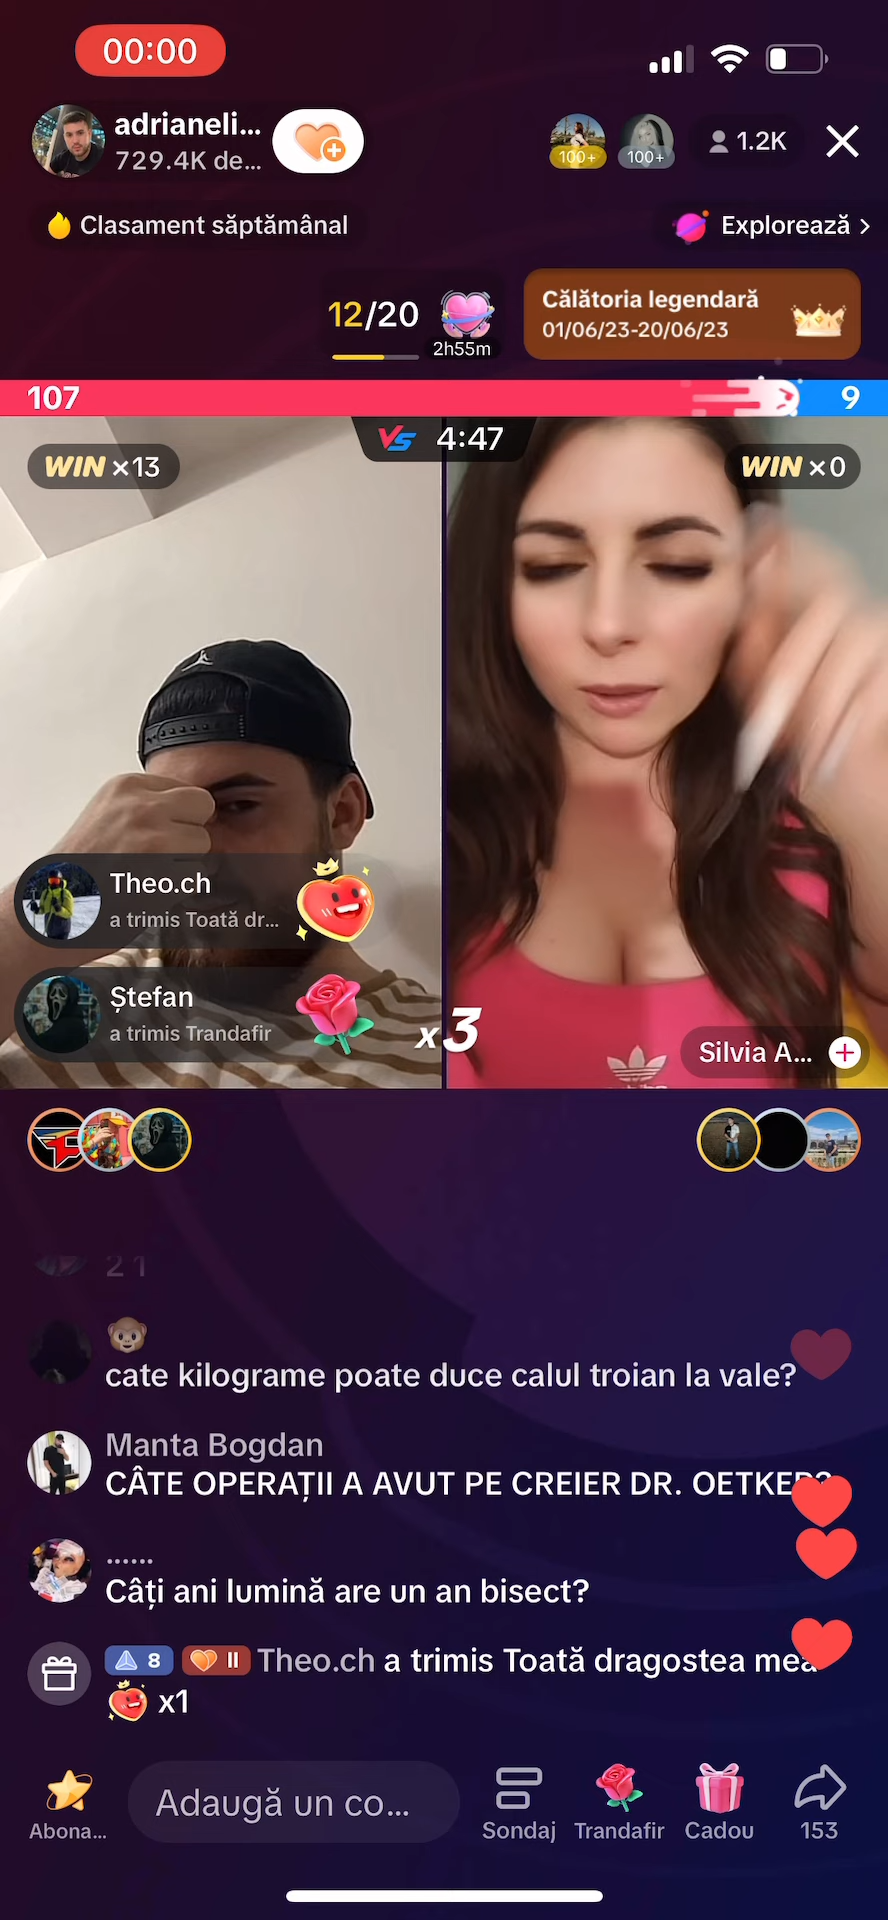 00:00
adrianeli...
729.4K de...
100+
100+
1.2K
Clasament săptămânal
Explorează >
12/20
2h55m
Călătoria legendară
01/06/23-20/06/23
107
9
VS 4:47
WIN ×13
WIN ×0
Theo.ch
a trimis Toată dr...
Ștefan
a trimis Trandafir
x3
Silvia A...
2 1
cate kilograme poate duce calul troian la vale?
Manta Bogdan
CÂTE OPERAȚII A AVUT PE CREIER DR. OETKER?
......
Câți ani lumină are un an bisect?
8 II Theo.ch a trimis Toată dragostea mea
x1
Abona...
Adaugă un co...
Sondaj
Trandafir
Cadou
153